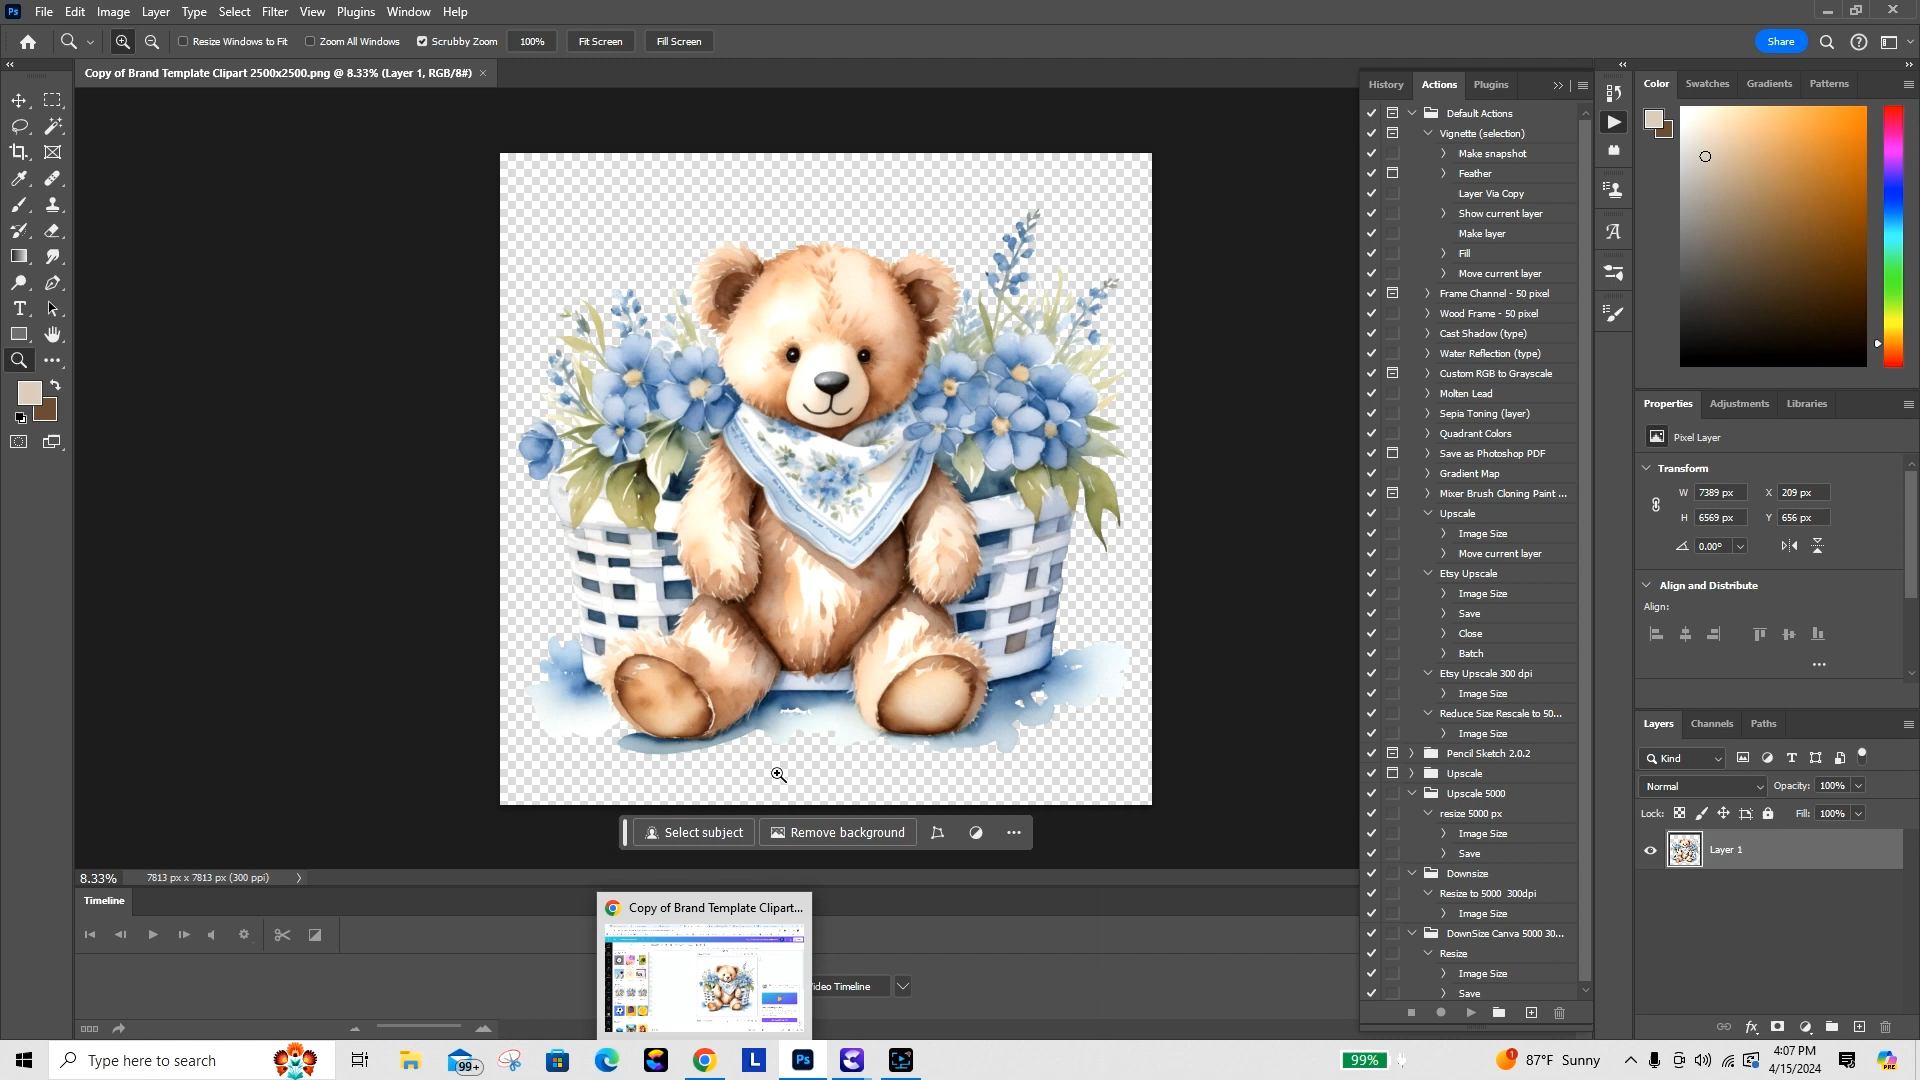 Ps File Edit Image Layer Type Select Filter View Plugins Window Help
Resize Windows to Fit Zoom All Windows Scrubby Zoom 100% Fit Screen Fill Screen Share
Copy of Brand Template Clipart 2500x2500.png @ 8.33% (Layer 1, RGB/8#)
History Actions Plugins
Default Actions
Vignette (selection)
Make snapshot
Feather
Layer Via Copy
Show current layer
Make layer
Fill
Move current layer
Frame Channel - 50 pixel
Wood Frame - 50 pixel
Cast Shadow (type)
Water Reflection (type)
Custom RGB to Grayscale
Molten Lead
Sepia Toning (layer)
Quadrant Colors
Save as Photoshop PDF
Gradient Map
Mixer Brush Cloning Paint ...
Upscale
Image Size
Move current layer
Etsy Upscale
Image Size
Save
Close
Batch
Etsy Upscale 300 dpi
Image Size
Reduce Size Rescale to 50...
Image Size
Pencil Sketch 2.0.2
Upscale
Upscale 5000
resize 5000 px
Image Size
Save
Downsize
Resize to 5000 300dpi
Image Size
DownSize Canva 5000 30...
Resize
Image Size
Save
Color Swatches Gradients Patterns
Properties Adjustments Libraries
Pixel Layer
Transform
W 7389 px X 209 px
H 6569 px Y 656 px
0.00°
Align and Distribute
Align:
Layers Channels Paths
Kind
Normal Opacity: 100%
Lock: Fill: 100%
Layer 1
Select subject Remove background
8.33% 7813 px x 7813 px (300 ppi)
Timeline
Copy of Brand Template Clipart...
ideo Timeline
Type here to search
99+
L
Ps
99%
1
87°F Sunny
4:07 PM
4/15/2024
PRE